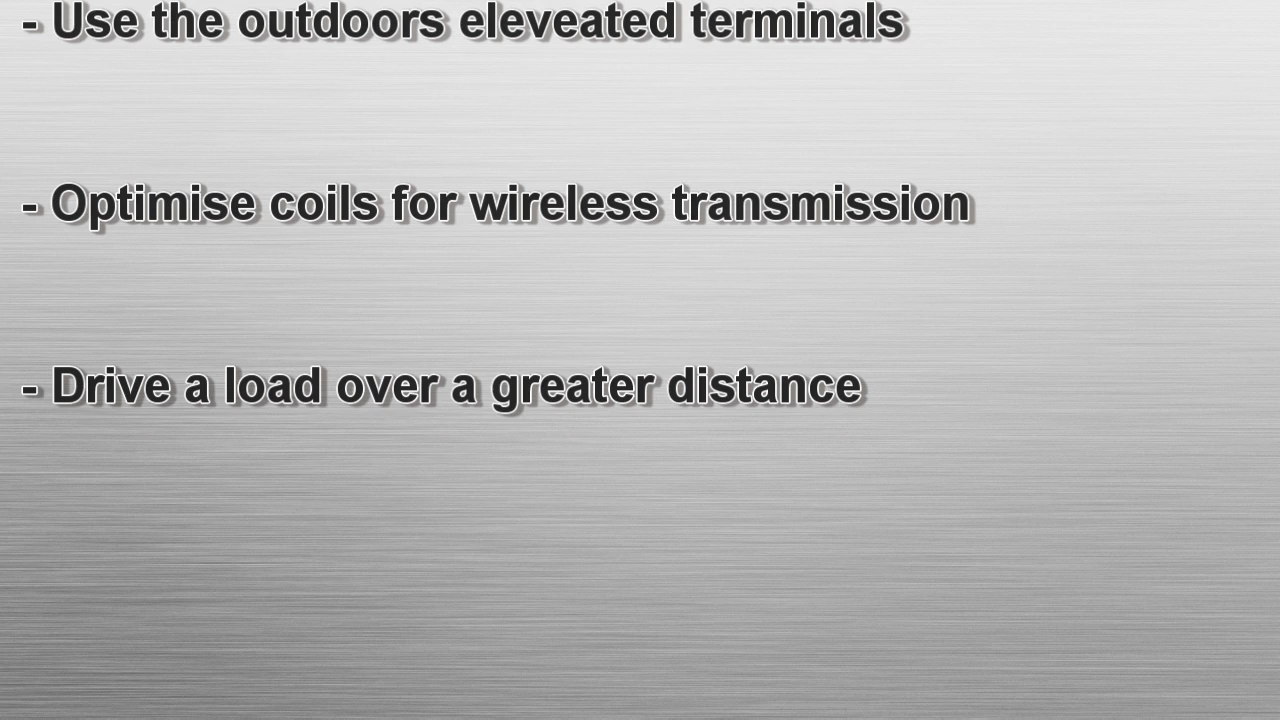 - Use the outdoors eleveated terminals
- Optimise coils for wireless transmission
- Drive a load over a greater distance